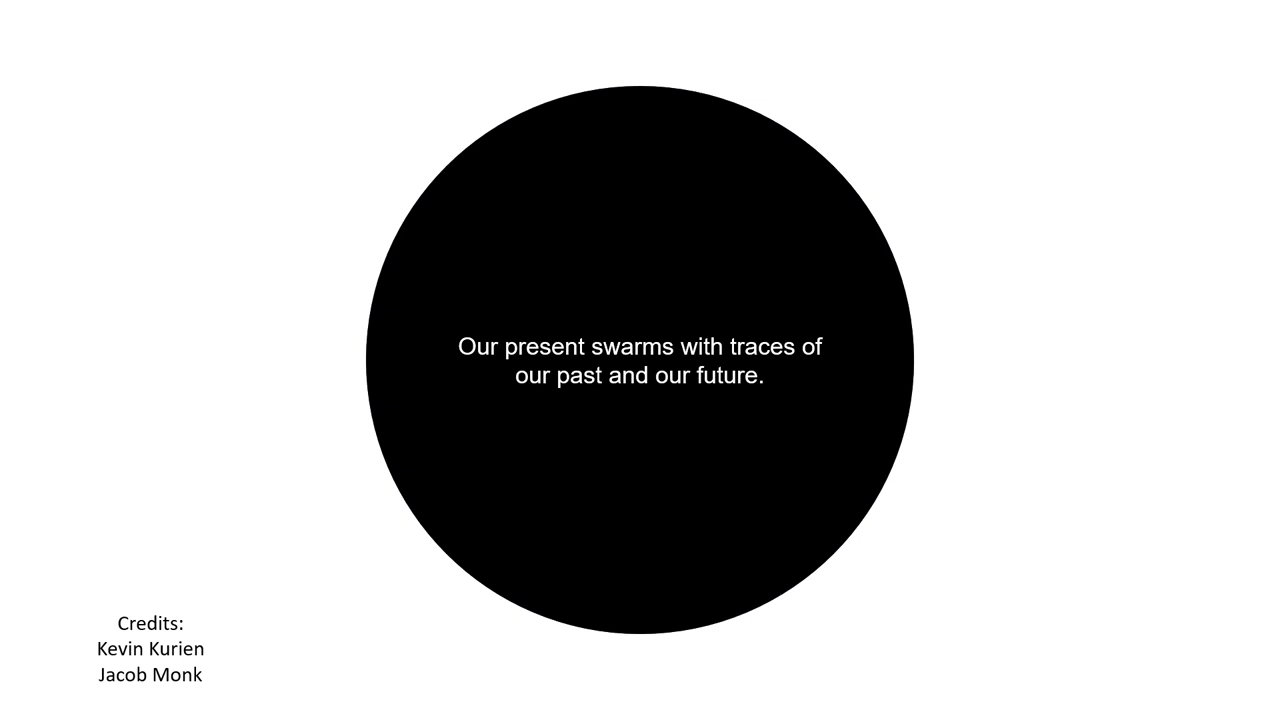 Our present swarms with traces of
our past and our future.
Credits:
Kevin Kurien
Jacob Monk